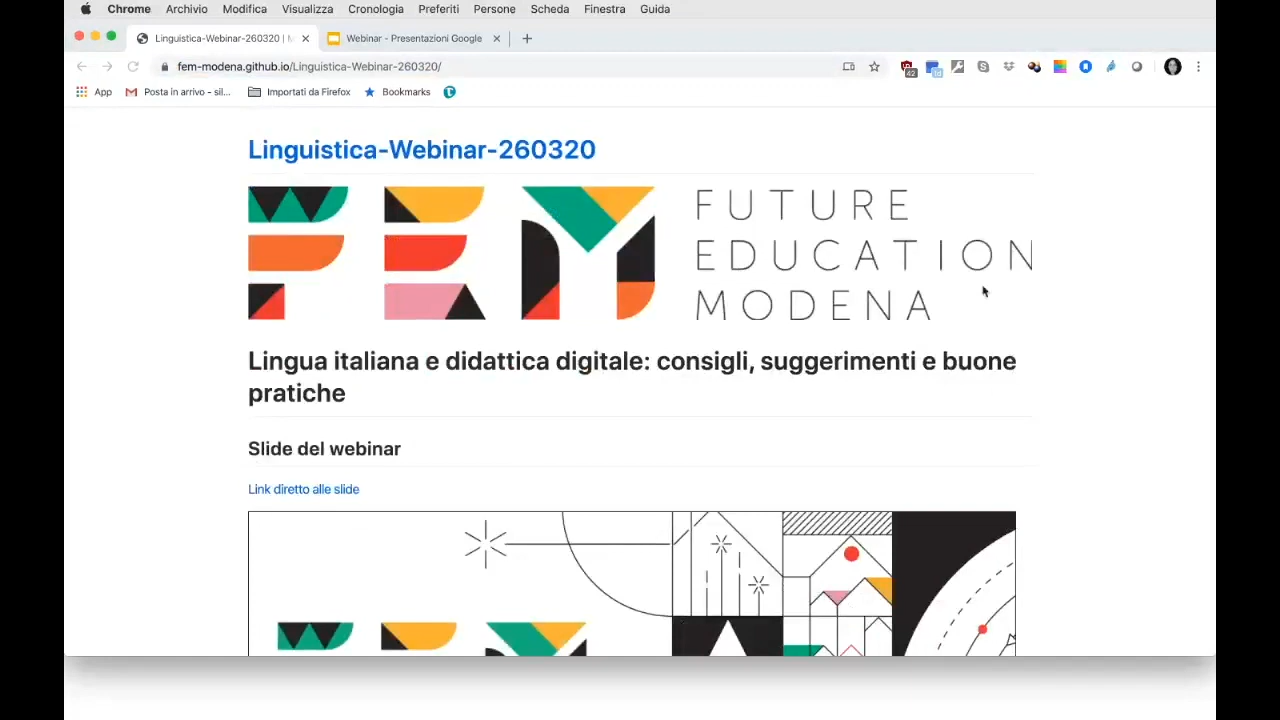 Chrome Archivio Modifica Visualizza Cronologia Preferiti Persone Scheda Finestra Guida
Linguistica-Webinar-260320 | Webinar - Presentazioni Google
fem-modena.github.io/Linguistica-Webinar-260320/
App Posta in arrivo - sil... Importati da Firefox Bookmarks
Linguistica-Webinar-260320
FEM FUTURE
EDUCATION
MODENA
Lingua italiana e didattica digitale: consigli, suggerimenti e buone
pratiche
Slide del webinar
Link diretto alle slide
FEM